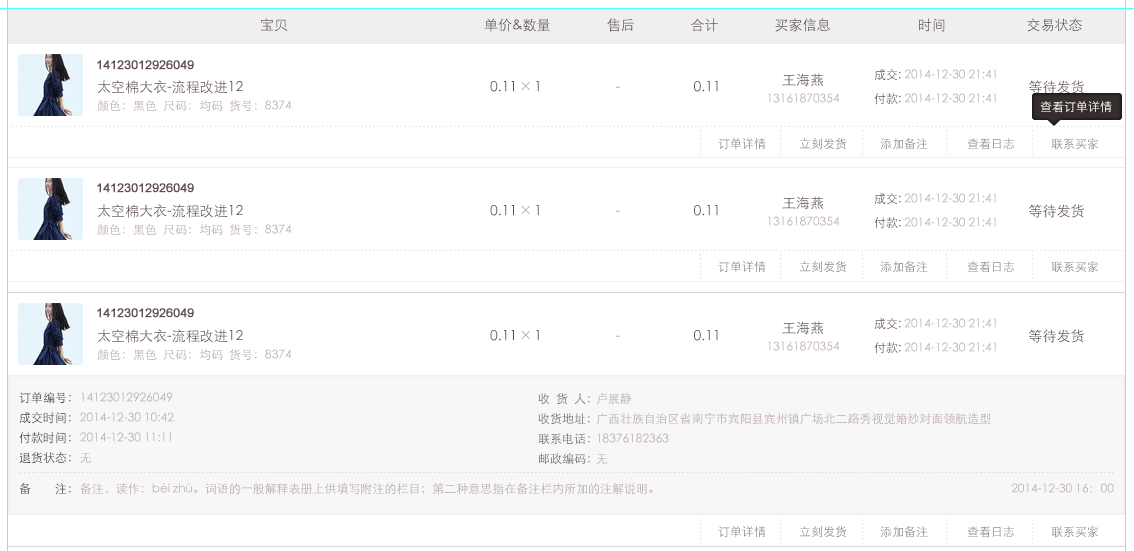 宝贝 单价&数量 售后 合计 买家信息 时间 交易状态
14123012926049
太空棉大衣-流程改进12
颜色：黑色 尺码：均码 货号：8374
0.11 × 1 - 0.11
王海燕
13161870354
成交: 2014-12-30 21:41
付款: 2014-12-30 21:41
等待发货
查看订单详情
订单详情 立刻发货 添加备注 查看日志 联系买家
14123012926049
太空棉大衣-流程改进12
颜色：黑色 尺码：均码 货号：8374
0.11 × 1 - 0.11
王海燕
13161870354
成交: 2014-12-30 21:41
付款: 2014-12-30 21:41
等待发货
订单详情 立刻发货 添加备注 查看日志 联系买家
14123012926049
太空棉大衣-流程改进12
颜色：黑色 尺码：均码 货号：8374
0.11 × 1 - 0.11
王海燕
13161870354
成交: 2014-12-30 21:41
付款: 2014-12-30 21:41
等待发货
订单编号： 14123012926049
成交时间： 2014-12-30 10:42
付款时间： 2014-12-30 11:11
退货状态： 无
收 货 人： 卢展静
收货地址： 广西壮族自治区省南宁市宾阳县宾州镇广场北二路秀视觉婚纱对面领航造型
联系电话： 18376182363
邮政编码： 无
备 注： 备注，读作：bèi zhù。词语的一般解释表册上供填写附注的栏目；第二种意思指在备注栏内所加的注解说明。 2014-12-30 16：00
订单详情 立刻发货 添加备注 查看日志 联系买家